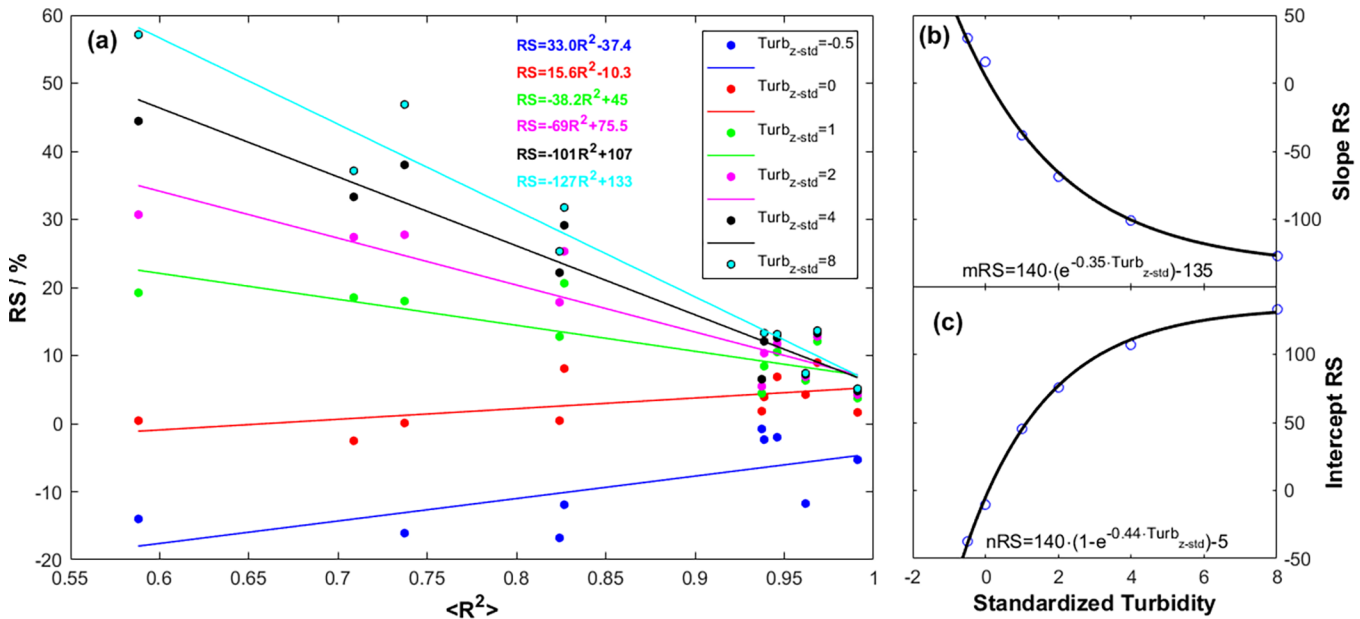 (a)
RS=33.0R²-37.4
RS=15.6R²-10.3
RS=-38.2R²+45
RS=-69R²+75.5
RS=-101R²+107
RS=-127R²+133
Turb_z-std=-0.5
Turb_z-std=0
Turb_z-std=1
Turb_z-std=2
Turb_z-std=4
Turb_z-std=8
60
50
40
30
20
10
0
-10
-20
RS / %
0.55 0.6 0.65 0.7 0.75 0.8 0.85 0.9 0.95 1
<R²>
(b)
50
0
-50
-100
Slope RS
mRS=140·(e^-0.35·Turb_z-std)-135
(c)
100
50
0
-50
Intercept RS
nRS=140·(1-e^-0.44·Turb_z-std)-5
-2 0 2 4 6 8
Standardized Turbidity